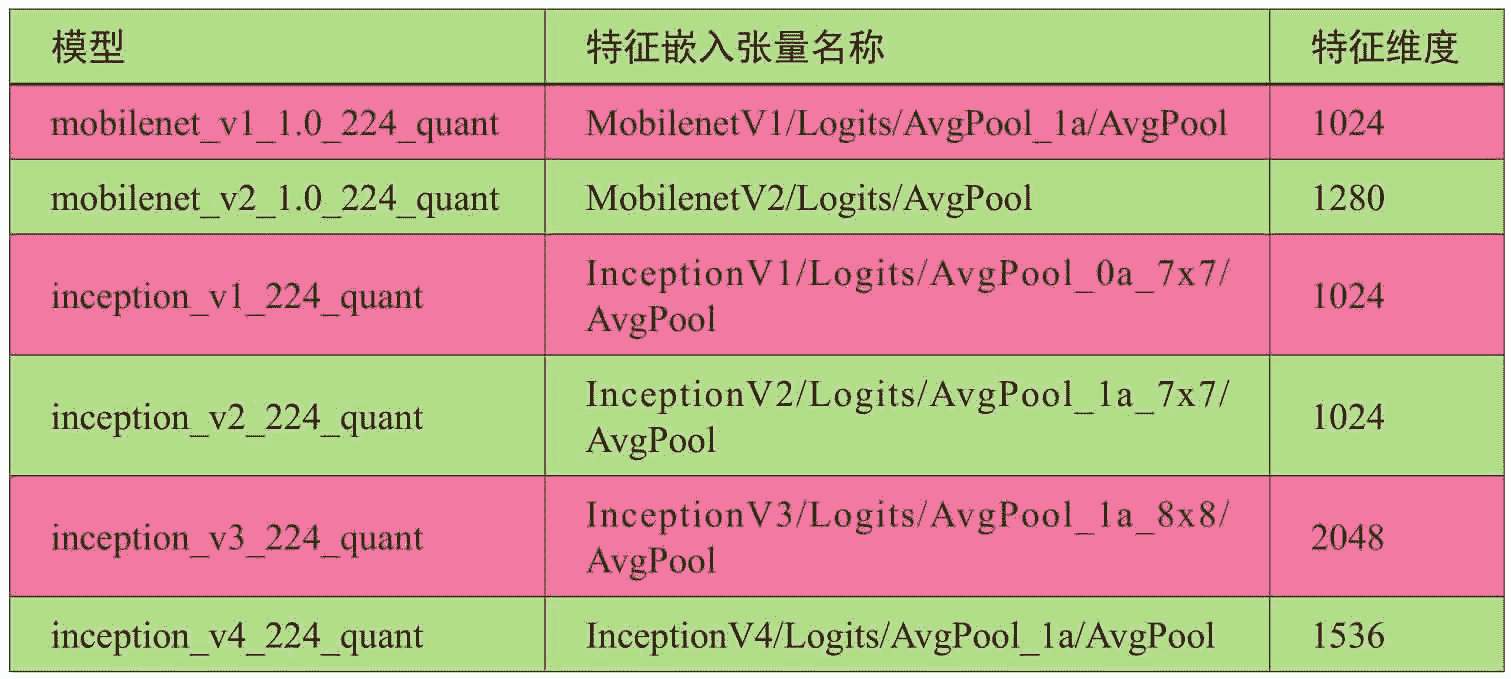 模型 特征嵌入张量名称 特征维度
mobilenet_v1_1.0_224_quant MobilenetV1/Logits/AvgPool_1a/AvgPool 1024
mobilenet_v2_1.0_224_quant MobilenetV2/Logits/AvgPool 1280
inception_v1_224_quant InceptionV1/Logits/AvgPool_0a_7x7/
AvgPool 1024
inception_v2_224_quant InceptionV2/Logits/AvgPool_1a_7x7/
AvgPool 1024
inception_v3_224_quant InceptionV3/Logits/AvgPool_1a_8x8/
AvgPool 2048
inception_v4_224_quant InceptionV4/Logits/AvgPool_1a/AvgPool 1536